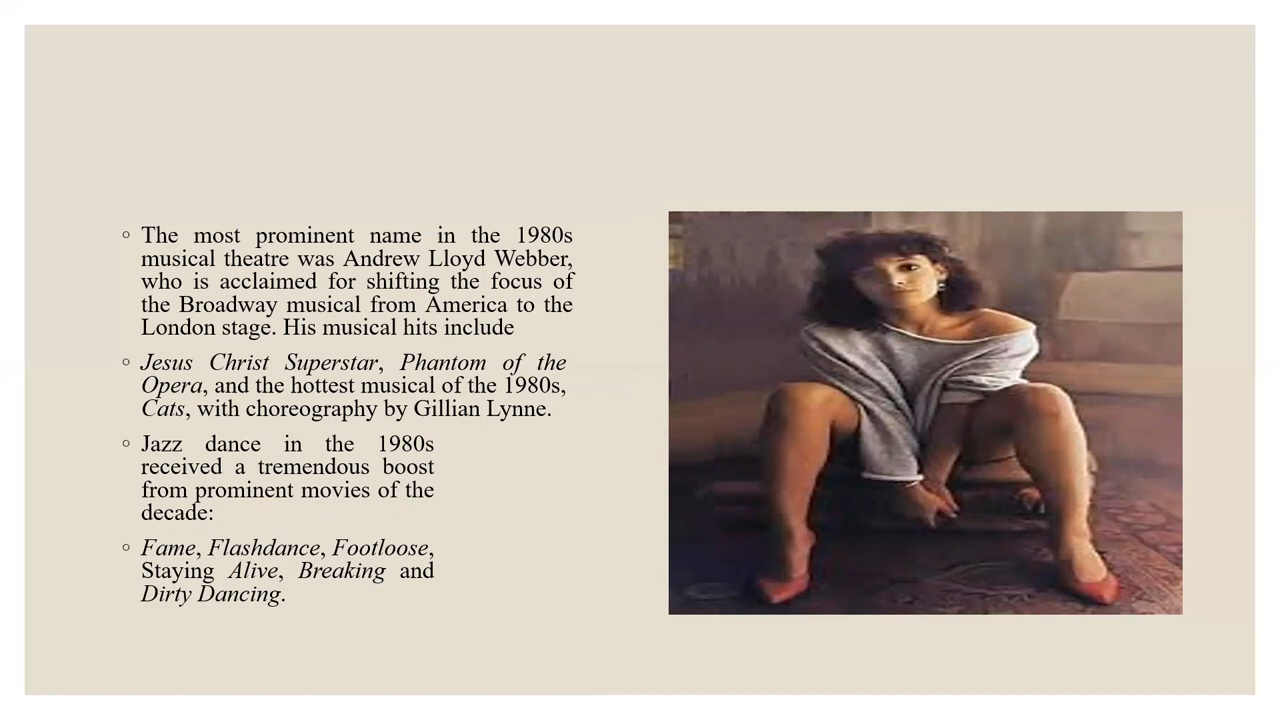 The most prominent name in the 1980s
musical theatre was Andrew Lloyd Webber,
who is acclaimed for shifting the focus of
the Broadway musical from America to the
London stage. His musical hits include
Jesus Christ Superstar, Phantom of the
Opera, and the hottest musical of the 1980s,
Cats, with choreography by Gillian Lynne.
Jazz dance in the 1980s
received a tremendous boost
from prominent movies of the
decade:
Fame, Flashdance, Footloose,
Staying Alive, Breaking and
Dirty Dancing.